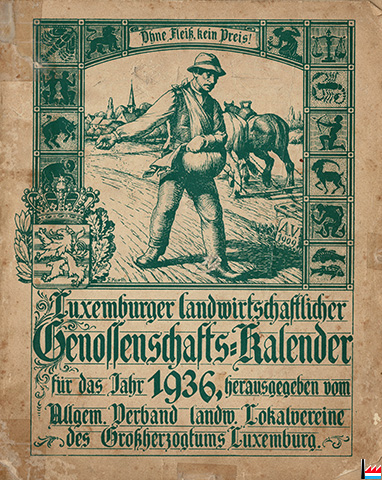 Ohne Fleiß, kein Preis!
A.V.
1909
Luxemburger landwirtschaftlicher
Genossenschafts=Kalender
für das Jahr 1936, herausgegeben vom
Allgem. Verband landw. Lokalvereine
des Großherzogtums Luxemburg.